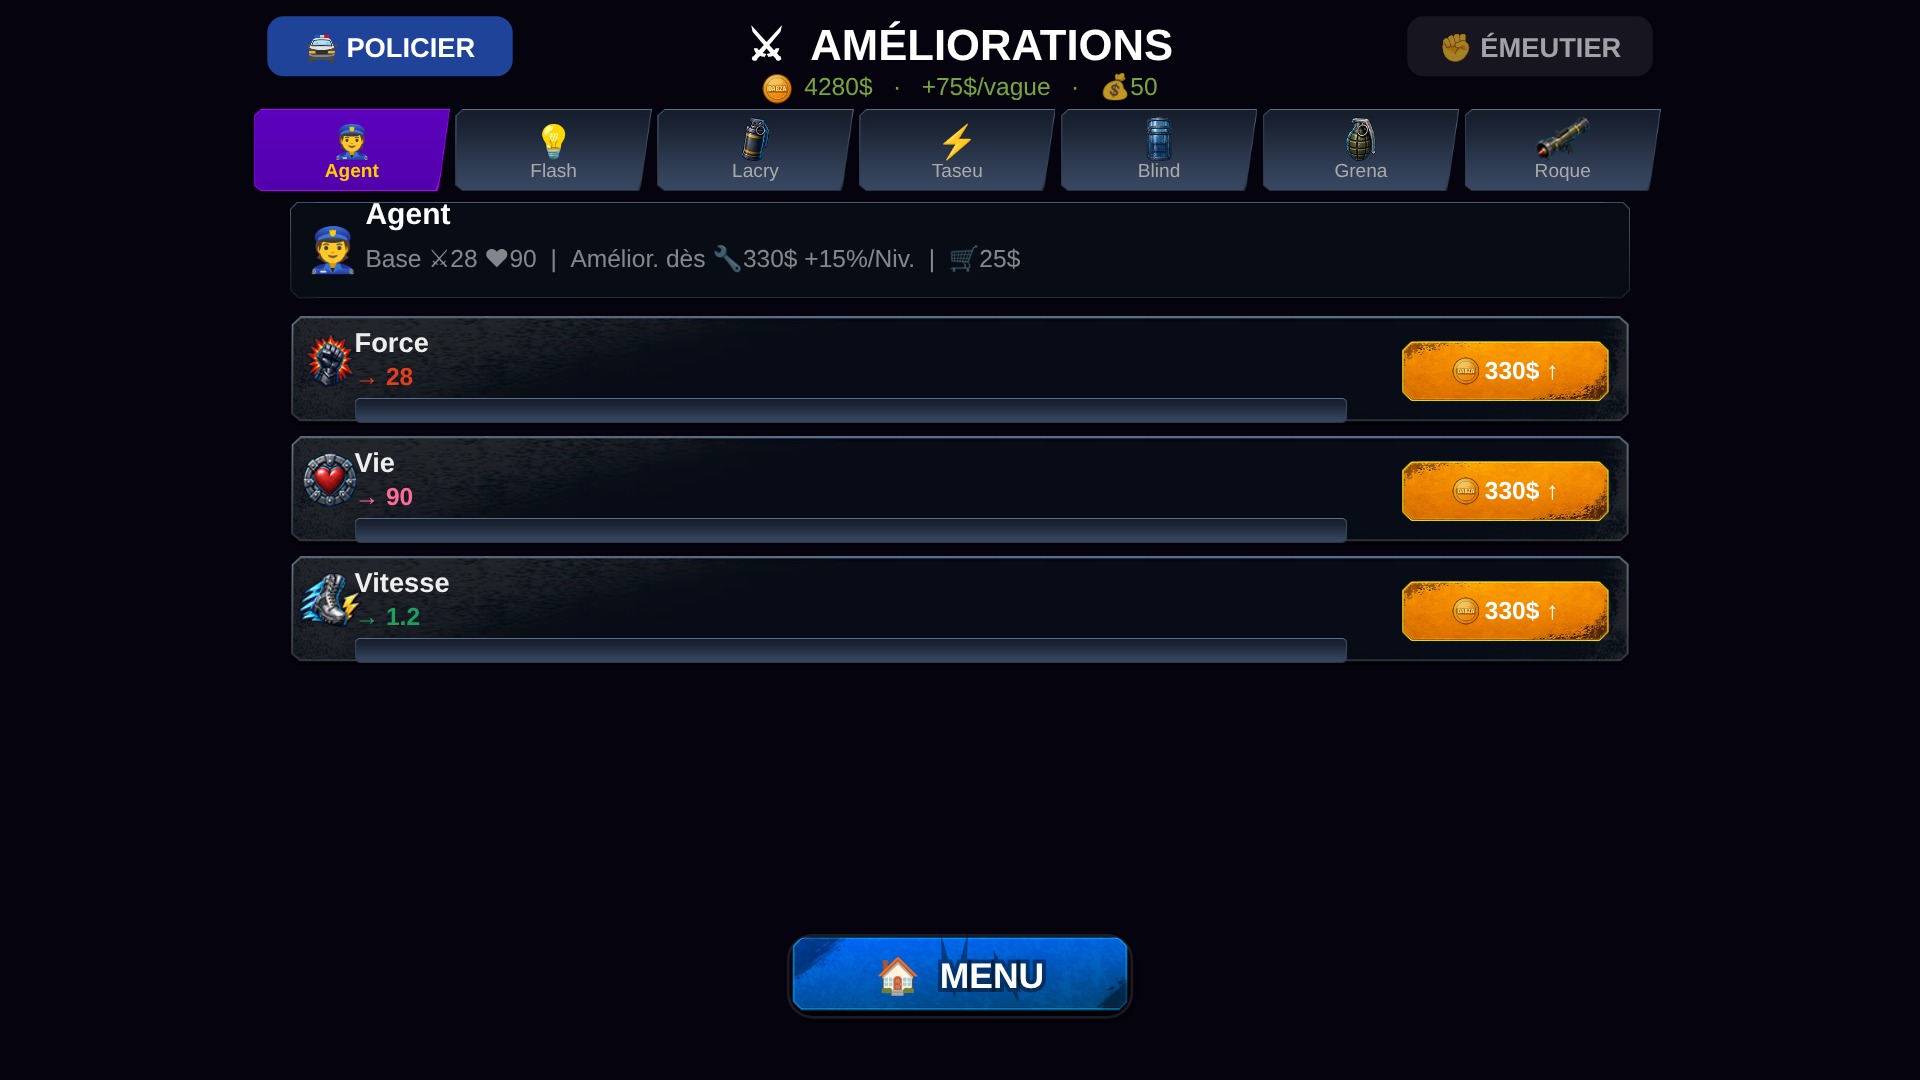 🚔 POLICIER
⚔ AMÉLIORATIONS
✊ ÉMEUTIER
4280$ · +75$/vague · 💰50
Agent
Flash
Lacry
Taseu
Blind
Grena
Roque
Agent
Base ⚔28 ♥90 | Amélior. dès 🔧330$ +15%/Niv. | 🛒25$
Force
→ 28
330$ ↑
Vie
→ 90
330$ ↑
Vitesse
→ 1.2
330$ ↑
🏠 MENU